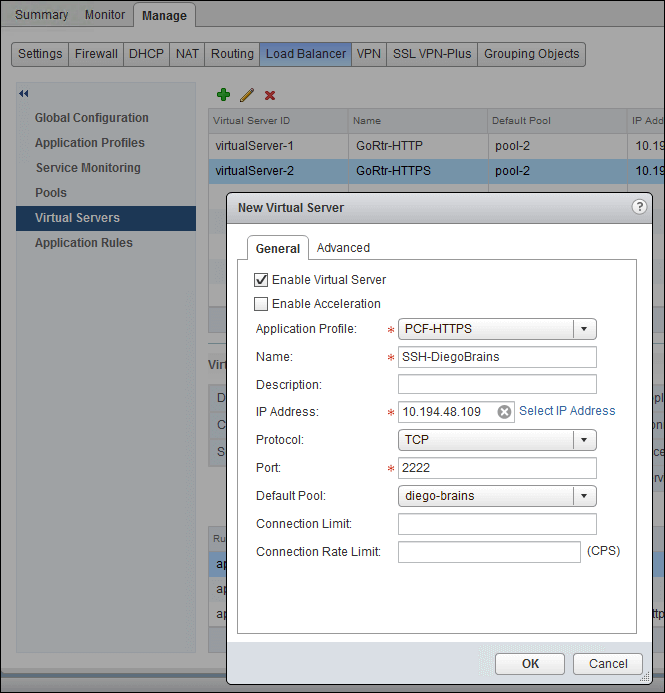 Summary Monitor Manage
Settings Firewall DHCP NAT Routing Load Balancer VPN SSL VPN-Plus Grouping Objects
Global Configuration
Application Profiles
Service Monitoring
Pools
Virtual Servers
Application Rules
Virtual Server ID Name Default Pool IP Addr
virtualServer-1 GoRtr-HTTP pool-2 10.19
virtualServer-2 GoRtr-HTTPS pool-2 10.19
New Virtual Server ?
General Advanced
Enable Virtual Server
Enable Acceleration
Application Profile: * PCF-HTTPS
Name: * SSH-DiegoBrains
Description:
IP Address: * 10.194.48.109 Select IP Address
Protocol: TCP
Port: * 2222
Default Pool: diego-brains
Connection Limit:
Connection Rate Limit: (CPS)
OK Cancel